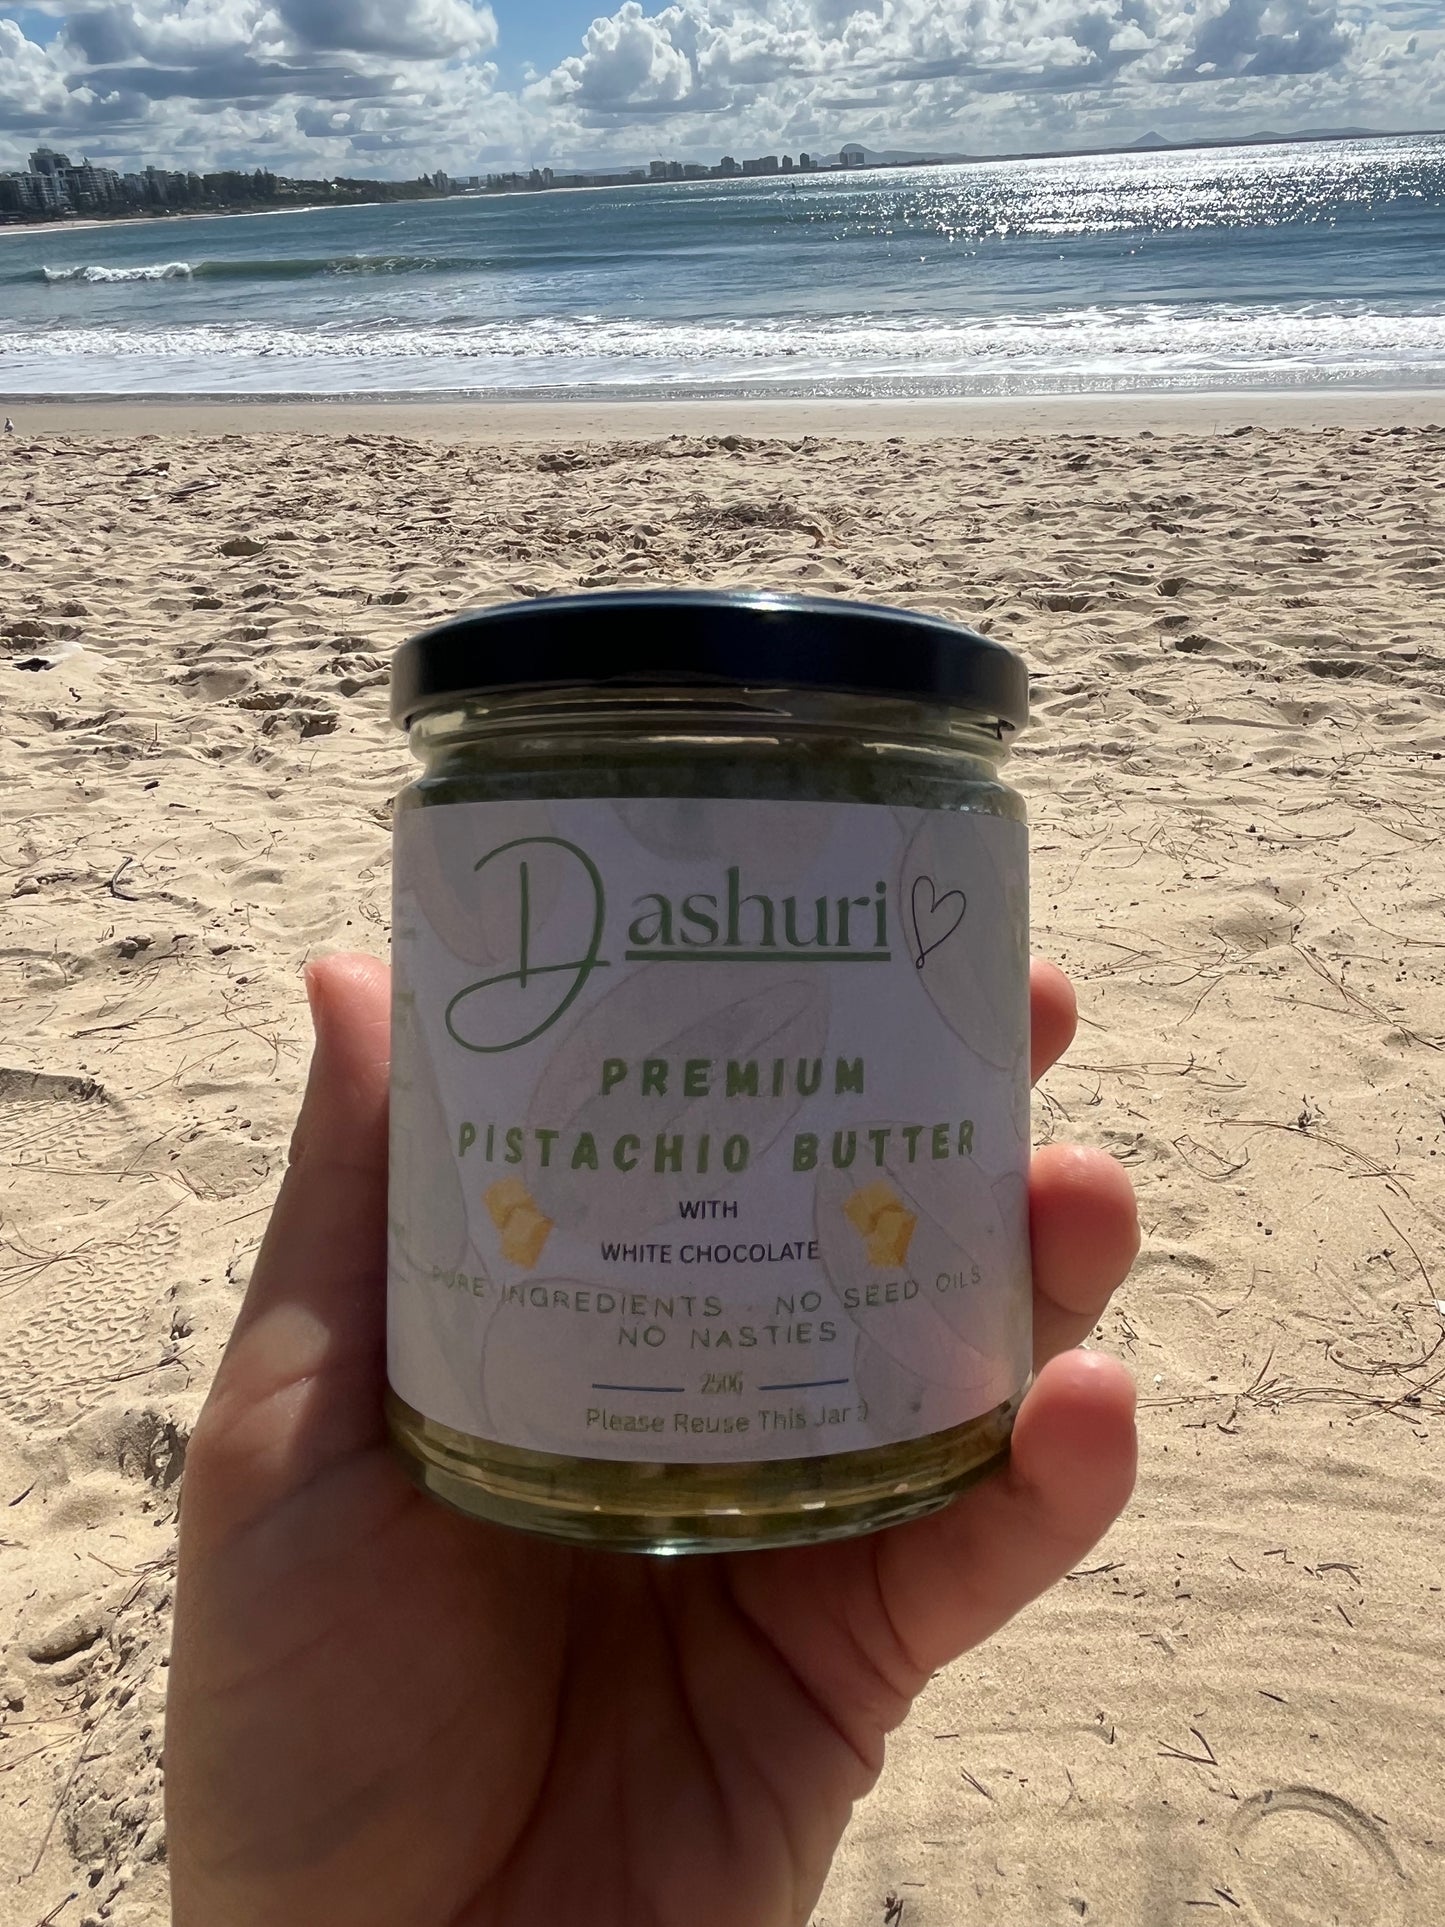 Dashuri
PREMIUM
PISTACHIO BUTTER
WITH
WHITE CHOCOLATE
PURE INGREDIENTS NO SEED OILS
NO NASTIES
250G
Please Reuse This Jar :)